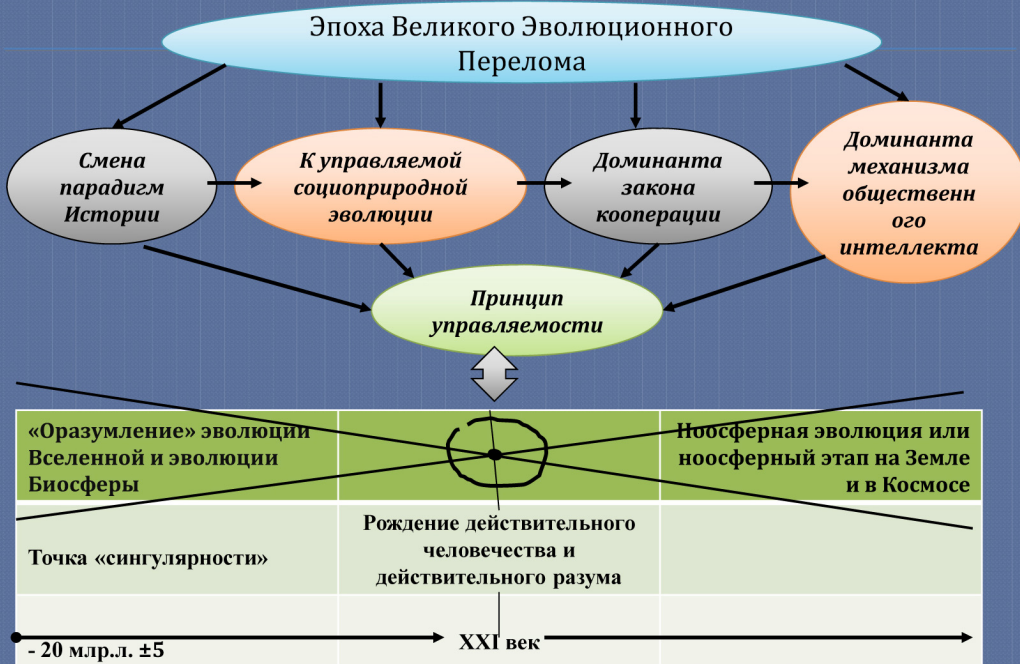 Эпоха Великого Эволюционного
Перелома
Смена
парадигм
Истории
К управляемой
социоприродной
эволюции
Доминанта
закона
кооперации
Доминанта
механизма
общественн
ого
интеллекта
Принцип
управляемости
«Оразумление» эволюции
Вселенной и эволюции
Биосферы
Ноосферная эволюция или
ноосферный этап на Земле
и в Космосе
Точка «сингулярности»
Рождение действительного
человечества и
действительного разума
- 20 млр.л. ±5
XXI век